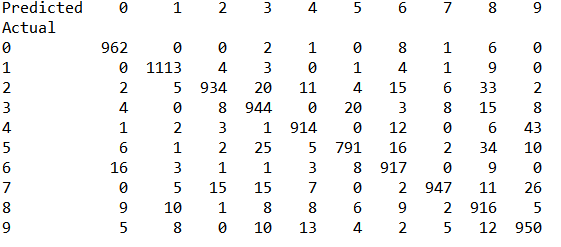 Predicted 0 1 2 3 4 5 6 7 8 9
Actual
0 962 0 0 2 1 0 8 1 6 0
1 0 1113 4 3 0 1 4 1 9 0
2 2 5 934 20 11 4 15 6 33 2
3 4 0 8 944 0 20 3 8 15 8
4 1 2 3 1 914 0 12 0 6 43
5 6 1 2 25 5 791 16 2 34 10
6 16 3 1 1 3 8 917 0 9 0
7 0 5 15 15 7 0 2 947 11 26
8 9 10 1 8 8 6 9 2 916 5
9 5 8 0 10 13 4 2 5 12 950